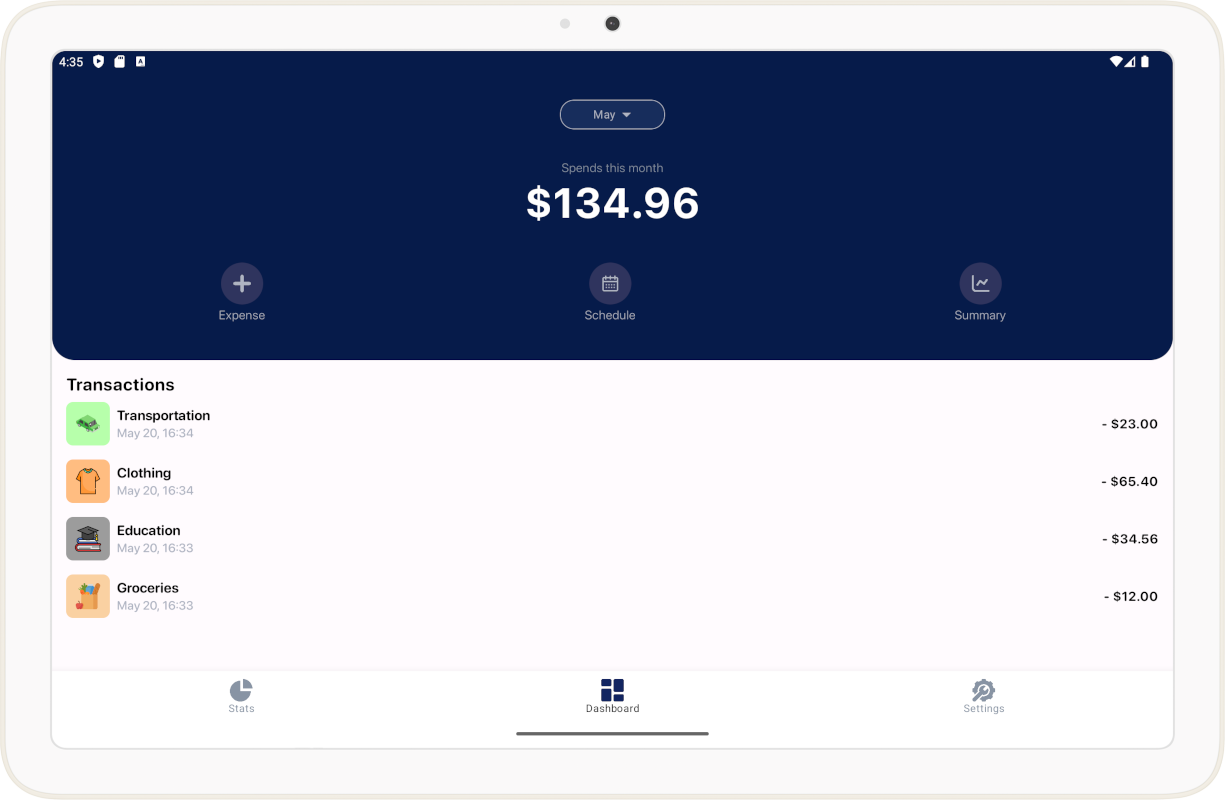 4:35
May
Spends this month
$134.96
Expense
Schedule
Summary
Transactions
Transportation
May 20, 16:34
- $23.00
Clothing
May 20, 16:34
- $65.40
Education
May 20, 16:33
- $34.56
Groceries
May 20, 16:33
- $12.00
Stats
Dashboard
Settings